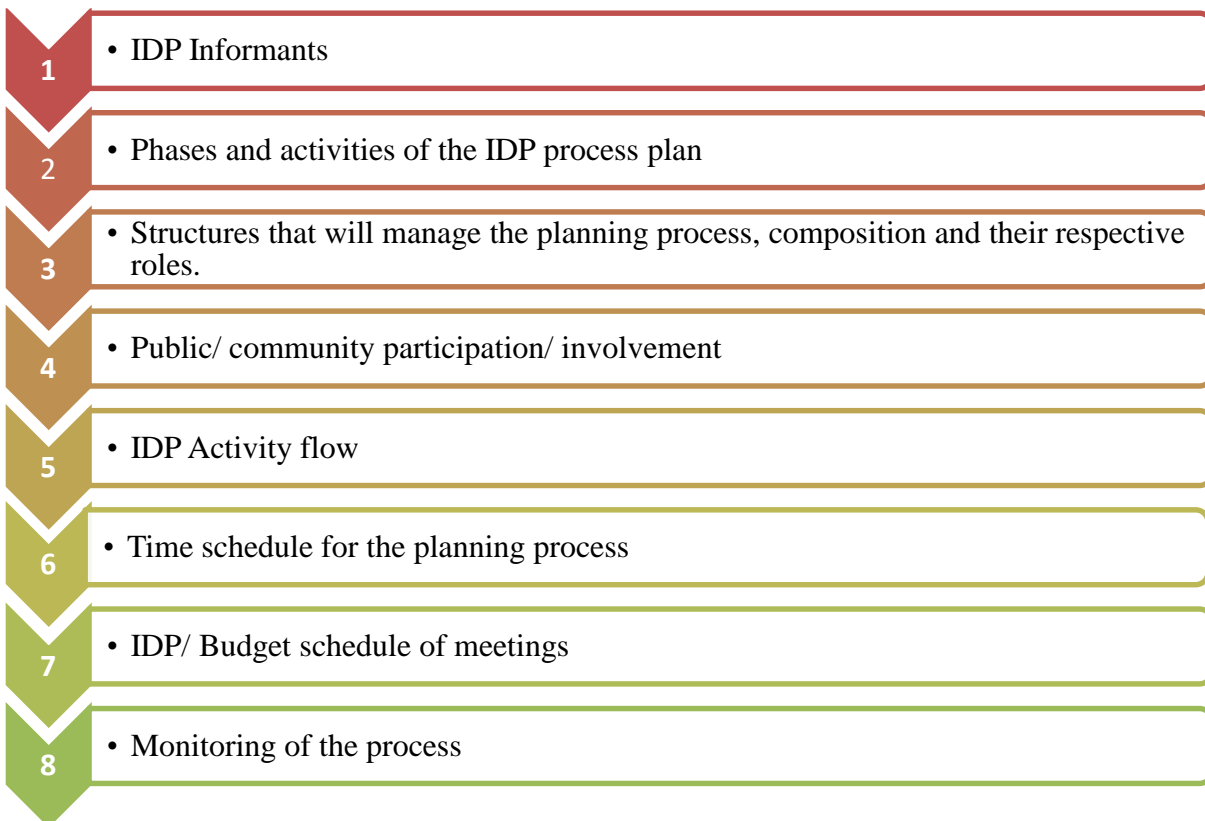 1
• IDP Informants
2
• Phases and activities of the IDP process plan
3
• Structures that will manage the planning process, composition and their respective
roles.
4
• Public/ community participation/ involvement
5
• IDP Activity flow
6
• Time schedule for the planning process
7
• IDP/ Budget schedule of meetings
8
• Monitoring of the process